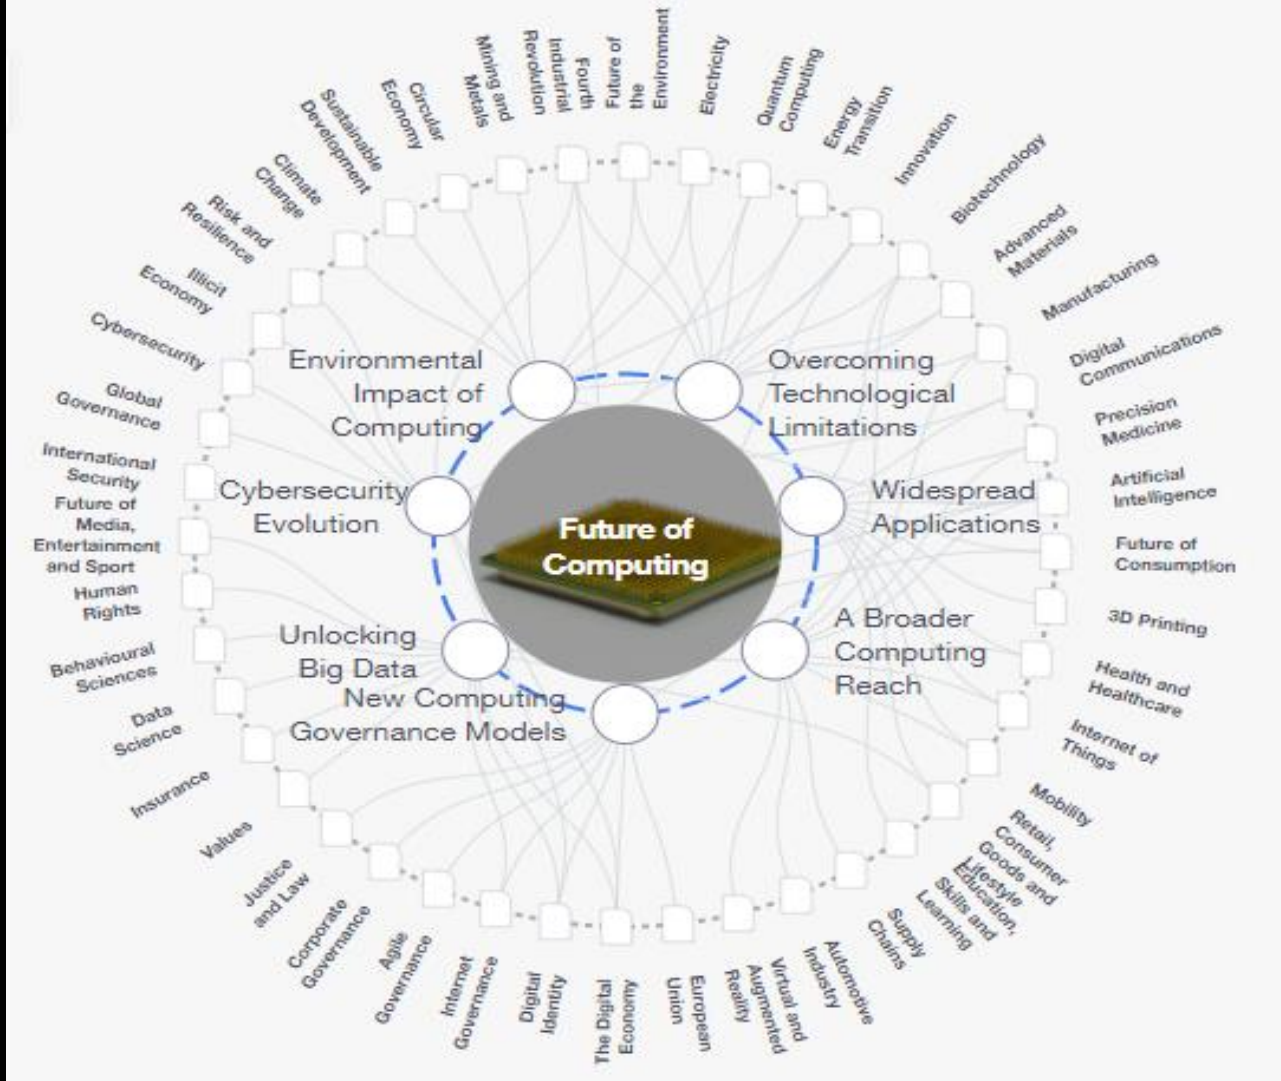 Future of
Computing
Environmental
Impact of
Computing
Overcoming
Technological
Limitations
Cybersecurity
Evolution
Widespread
Applications
Unlocking
Big Data
A Broader
Computing
Reach
New Computing
Governance Models
Future of
the
Environment
Electricity
Quantum
Computing
Energy
Transition
Innovation
Biotechnology
Advanced
Materials
Manufacturing
Digital
Communications
Precision
Medicine
Artificial
Intelligence
Future of
Consumption
3D Printing
Health and
Healthcare
Internet of
Things
Mobility
Retail,
Consumer
Goods and
Lifestyle
Education,
Skills and
Learning
Supply
Chains
Automotive
Industry
Virtual and
Augmented
Reality
European
Union
The Digital
Economy
Digital
Identity
Internet
Governance
Agile
Governance
Corporate
Governance
Justice
and Law
Values
Insurance
Data
Science
Behavioural
Sciences
Human
Rights
Future of
Media,
Entertainment
and Sport
International
Security
Global
Governance
Cybersecurity
Illicit
Economy
Risk and
Resilience
Climate
Change
Sustainable
Development
Circular
Economy
Mining and
Metals
Fourth
Industrial
Revolution